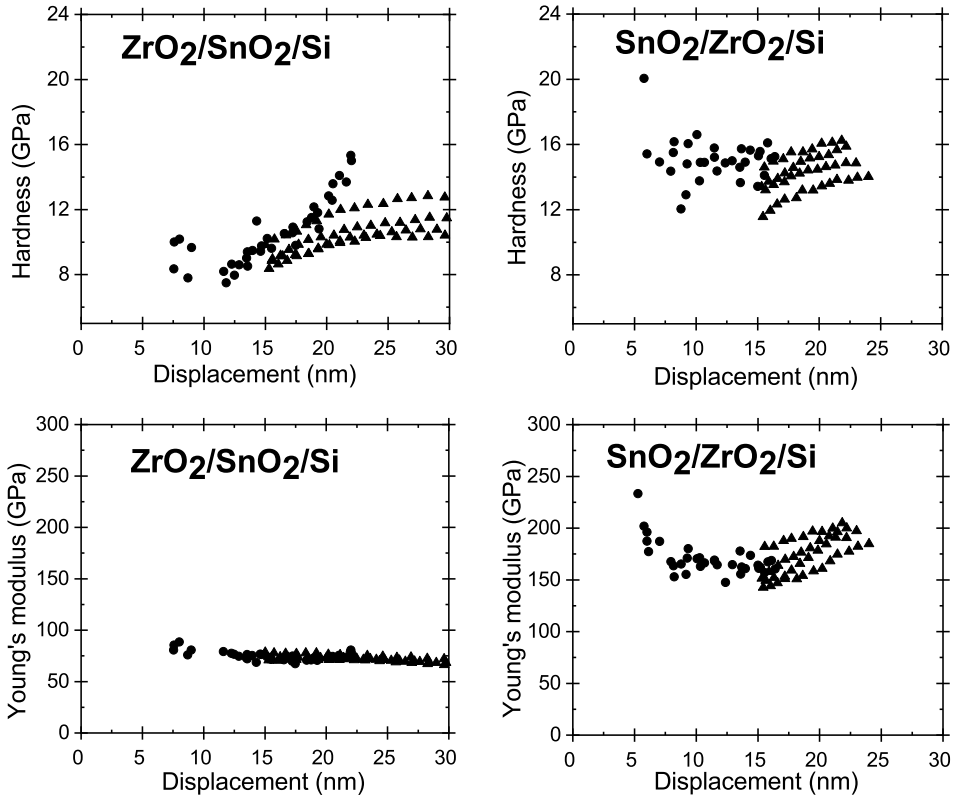 24
20
16
12
8
Hardness (GPa)
ZrO2/SnO2/Si
0 5 10 15 20 25 30
Displacement (nm)
24
20
16
12
8
Hardness (GPa)
SnO2/ZrO2/Si
0 5 10 15 20 25 30
Displacement (nm)
300
250
200
150
100
50
0
Young's modulus (GPa)
ZrO2/SnO2/Si
0 5 10 15 20 25 30
Displacement (nm)
300
250
200
150
100
50
0
Young's modulus (GPa)
SnO2/ZrO2/Si
0 5 10 15 20 25 30
Displacement (nm)